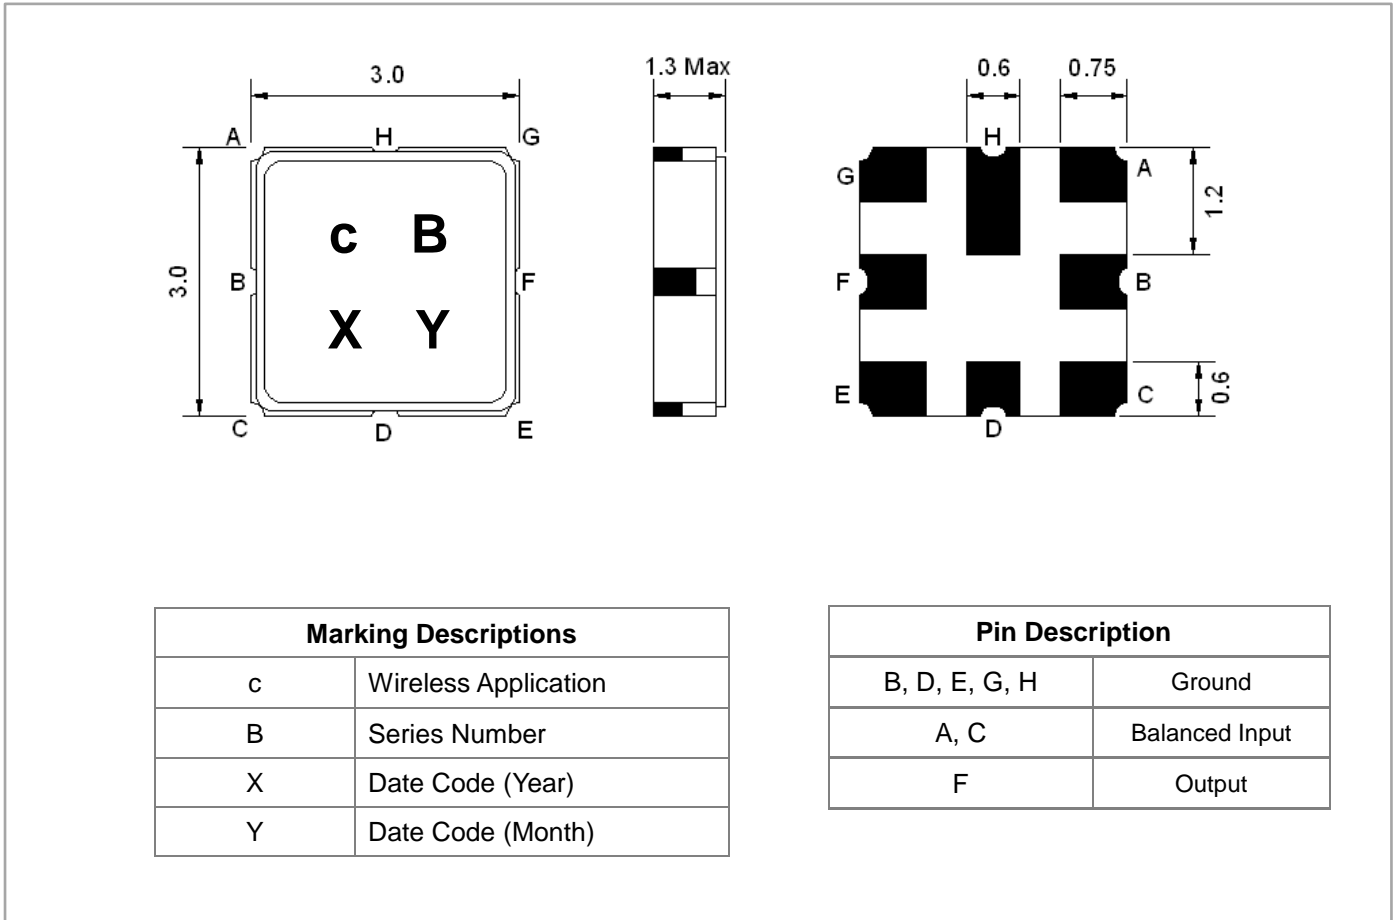 3.0
1.3 Max
0.6 0.75
A H G
H
G A
c B
1.2
3.0
B F
F B
X Y
0.6
E C
C D E
D
Marking Descriptions
c Wireless Application
B Series Number
X Date Code (Year)
Y Date Code (Month)
Pin Description
B, D, E, G, H Ground
A, C Balanced Input
F Output